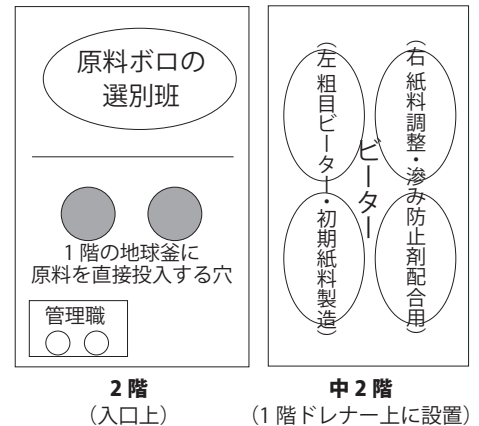 原料ボロの
選別班
1階の地球釜に
原料を直接投入する穴
管理職
2階
（入口上）
（右 紙料調整・滲み防止剤配合用）
ビーター
（左 粗目ビーター・初期紙料製造）
中2階
（1階ドレナー上に設置）